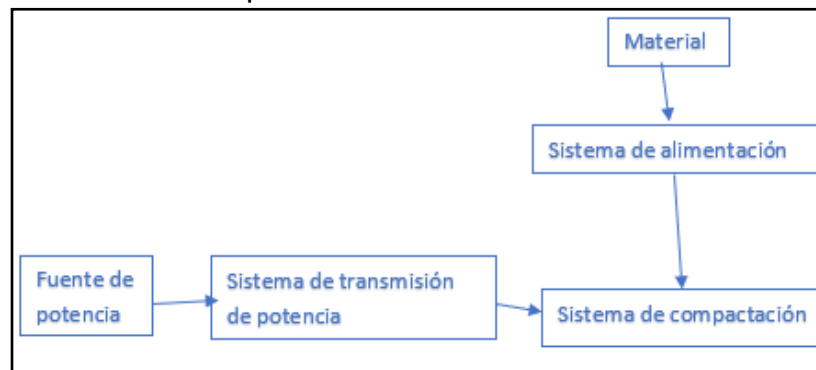 Material
Sistema de alimentación
Fuente de
potencia
Sistema de transmisión
de potencia
Sistema de compactación